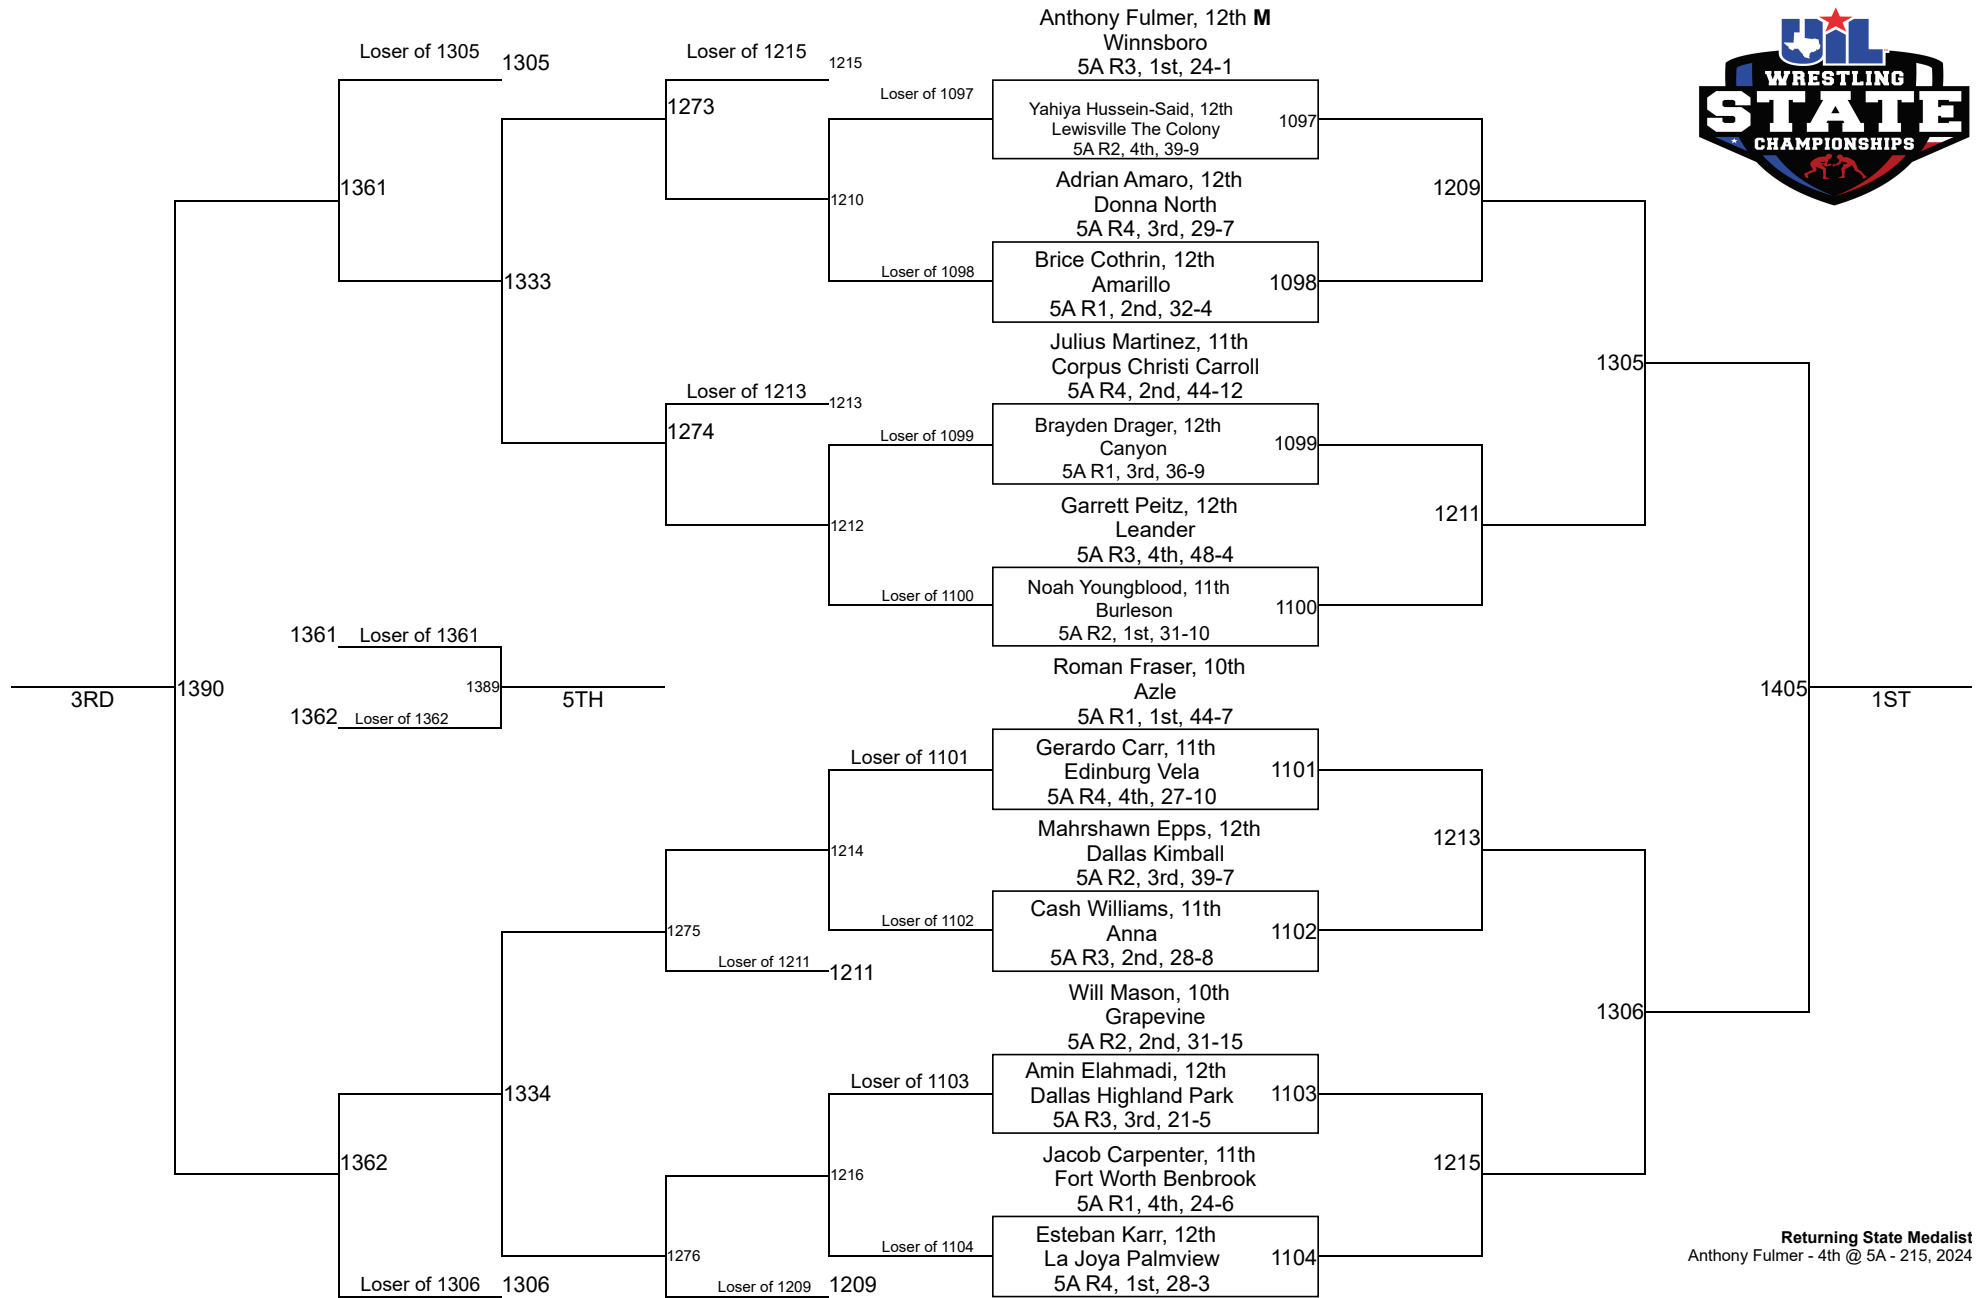 Anthony Fulmer, 12th M
Winnsboro
5A R3, 1st, 24-1
Yahiya Hussein-Said, 12th
Lewisville The Colony
5A R2, 4th, 39-9
1097
Adrian Amaro, 12th
Donna North
5A R4, 3rd, 29-7
Brice Cothrin, 12th
Amarillo
5A R1, 2nd, 32-4
1098
Julius Martinez, 11th
Corpus Christi Carroll
5A R4, 2nd, 44-12
Brayden Drager, 12th
Canyon
5A R1, 3rd, 36-9
1099
Garrett Peitz, 12th
Leander
5A R3, 4th, 48-4
Noah Youngblood, 11th
Burleson
5A R2, 1st, 31-10
1100
Roman Fraser, 10th
Azle
5A R1, 1st, 44-7
Gerardo Carr, 11th
Edinburg Vela
5A R4, 4th, 27-10
1101
Mahrshawn Epps, 12th
Dallas Kimball
5A R2, 3rd, 39-7
Cash Williams, 11th
Anna
5A R3, 2nd, 28-8
1102
Will Mason, 10th
Grapevine
5A R2, 2nd, 31-15
Amin Elahmadi, 12th
Dallas Highland Park
5A R3, 3rd, 21-5
1103
Jacob Carpenter, 11th
Fort Worth Benbrook
5A R1, 4th, 24-6
Esteban Karr, 12th
La Joya Palmview
5A R4, 1st, 28-3
1104
1209
1211
1213
1215
1305
1306
1405
1ST
Loser of 1097
Loser of 1098
Loser of 1099
Loser of 1100
Loser of 1101
Loser of 1102
Loser of 1103
Loser of 1104
Loser of 1215
1215
1210
Loser of 1213
1213
1212
1214
Loser of 1211
1211
1216
Loser of 1209
1209
1273
1274
1275
1276
1333
1334
Loser of 1305
1305
1361
1362
Loser of 1306
1306
1361
Loser of 1361
1362
Loser of 1362
1389
5TH
1390
3RD
UIL
WRESTLING
STATE
CHAMPIONSHIPS
Returning State Medalist
Anthony Fulmer - 4th @ 5A - 215, 2024